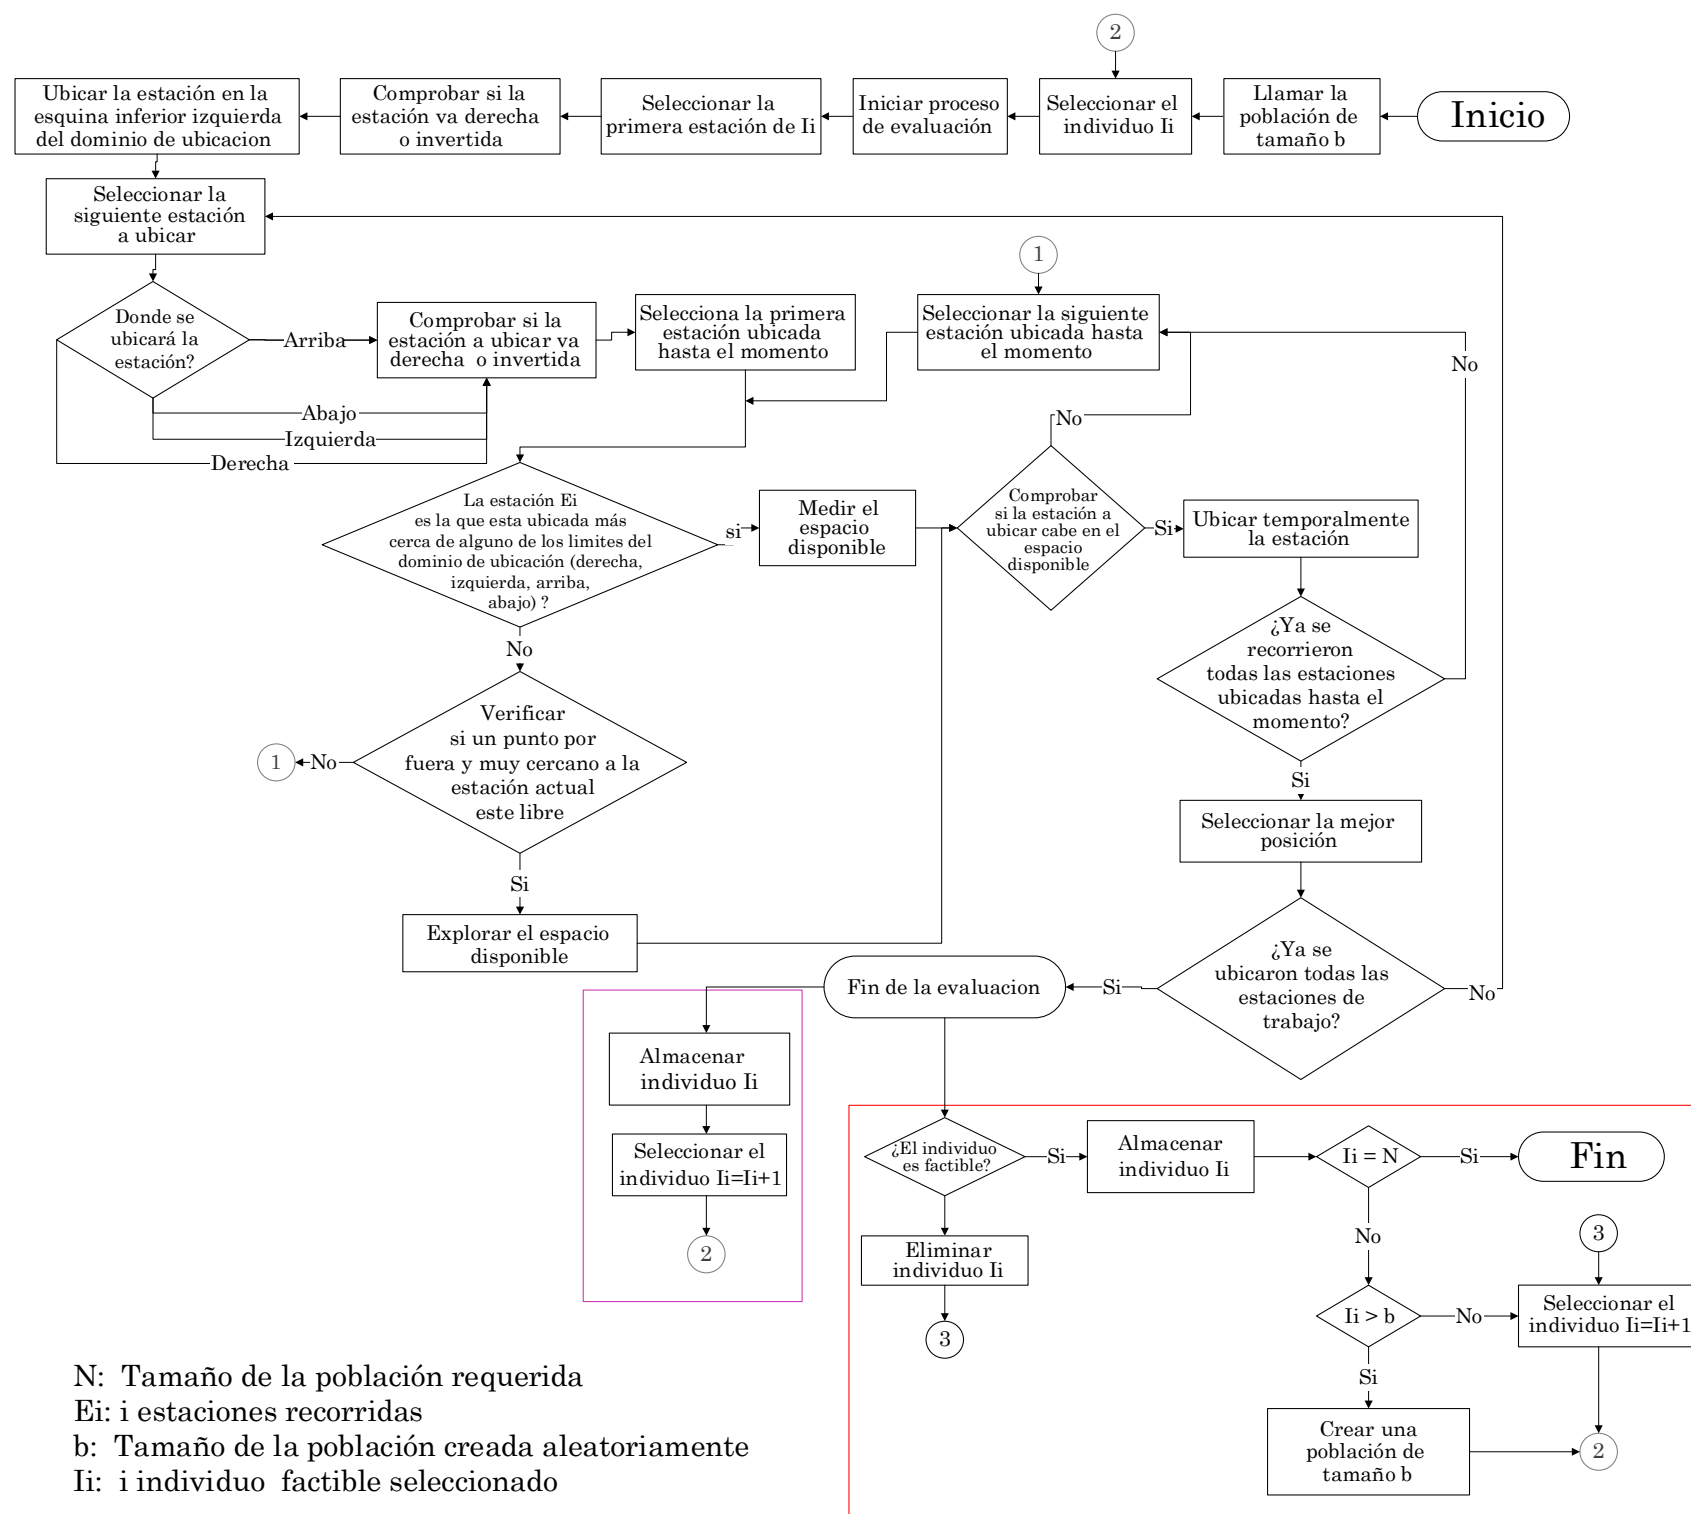 2
Ubicar la estación en la
esquina inferior izquierda
del dominio de ubicacion
Comprobar si la
estación va derecha
o invertida
Seleccionar la
primera estación de Ii
Iniciar proceso
de evaluación
Seleccionar el
individuo Ii
Llamar la
población de
tamaño b
Inicio
Seleccionar la
siguiente estación
a ubicar
1
Donde se
ubicará la
estación?
Arriba
Comprobar si la
estación a ubicar va
derecha o invertida
Selecciona la primera
estación ubicada
hasta el momento
Seleccionar la siguiente
estación ubicada hasta
el momento
No
Abajo
Izquierda
Derecha
No
La estación Ei
es la que esta ubicada más
cerca de alguno de los limites del
dominio de ubicación (derecha,
izquierda, arriba,
abajo) ?
si
Medir el
espacio
disponible
Comprobar
si la estación a
ubicar cabe en el
espacio
disponible
Si
Ubicar temporalmente
la estación
No
¿Ya se
recorrieron
todas las estaciones
ubicadas hasta el
momento?
Verificar
si un punto por
fuera y muy cercano a la
estación actual
este libre
No
1
Si
Seleccionar la mejor
posición
Si
Explorar el espacio
disponible
¿Ya se
ubicaron todas las
estaciones de
trabajo?
No
Si
Fin de la evaluacion
Almacenar
individuo Ii
Seleccionar el
individuo Ii=Ii+1
2
¿El individuo
es factible?
Si
Almacenar
individuo Ii
Ii = N
Si
Fin
Eliminar
individuo Ii
3
No
3
Ii > b
No
Seleccionar el
individuo Ii=Ii+1
Si
Crear una
población de
tamaño b
2
N: Tamaño de la población requerida
Ei: i estaciones recorridas
b: Tamaño de la población creada aleatoriamente
Ii: i individuo factible seleccionado